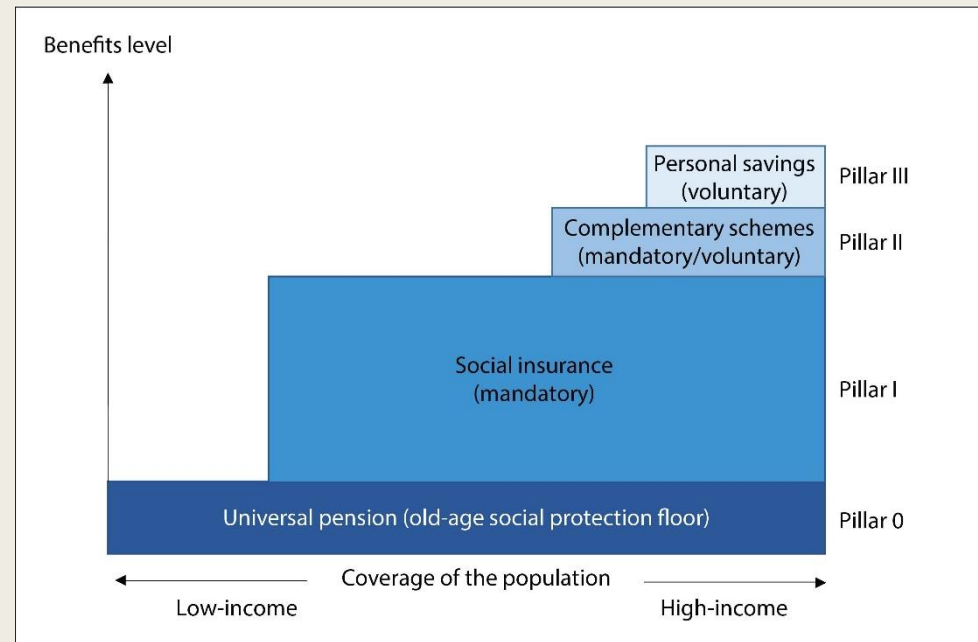 Benefits level
Personal savings
(voluntary)
Pillar III
Complementary schemes
(mandatory/voluntary)
Pillar II
Social insurance
(mandatory)
Pillar I
Universal pension (old-age social protection floor)
Pillar 0
Coverage of the population
Low-income
High-income